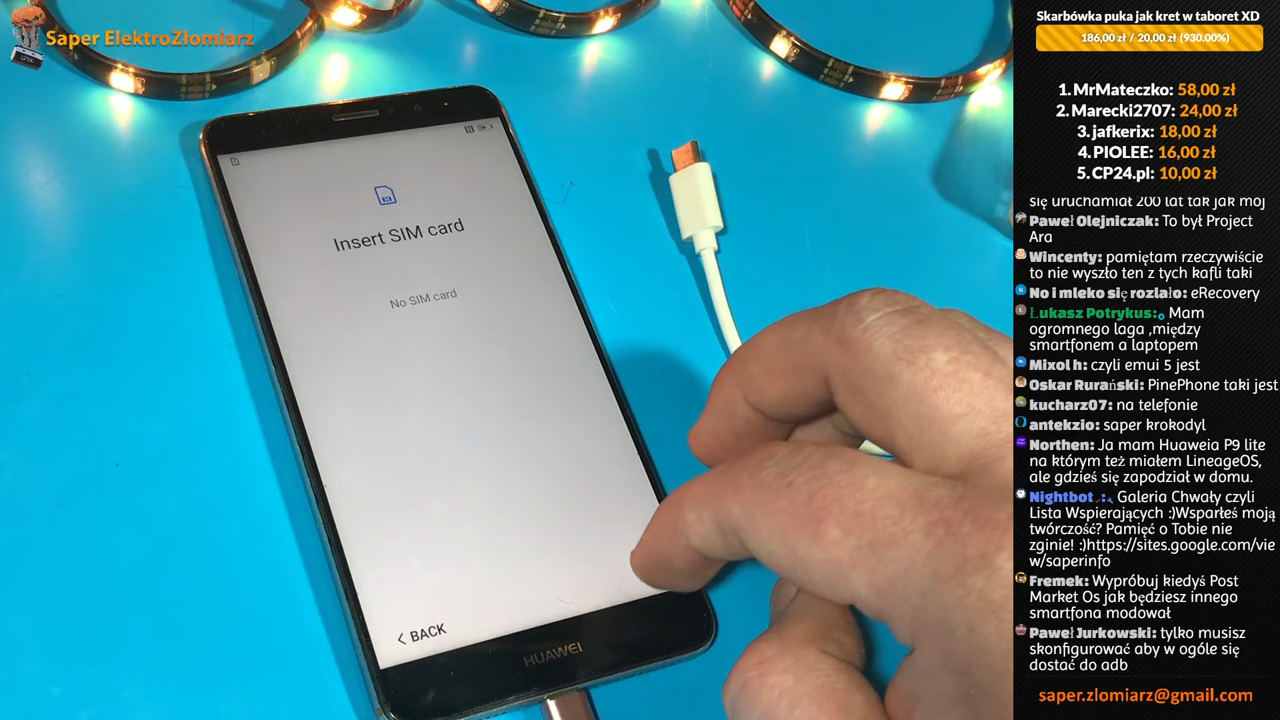 Saper ElektroZłomiarz
Insert SIM card
No SIM card
< BACK
HUAWEI
Skarbówka puka jak kret w taboret XD
186,00 zł / 20,00 zł (930.00%)
1. MrMateczko: 58,00 zł
2. Marecki2707: 24,00 zł
3. jafkerix: 18,00 zł
4. PIOLEE: 16,00 zł
5. CP24.pl: 10,00 zł
się uruchamiał 200 lat tak jak moj
Paweł Olejniczak: To był Project
Ara
Wincenty: pamiętam rzeczywiście
to nie wyszło ten z tych kafli taki
No i mleko się rozlało: eRecovery
Łukasz Potrykus: Mam
ogromnego laga ,między
smartfonem a laptopem
Mixol h: czyli emui 5 jest
Oskar Rurański: PinePhone taki jest
kucharz07: na telefonie
antekzio: saper krokodyl
Northen: Ja mam Huaweia P9 lite
na którym też miałem LineageOS,
ale gdzieś się zapodział w domu.
Nightbot : Galeria Chwały czyli
Lista Wspierających :)Wsparłeś moją
twórczość? Pamięć o Tobie nie
zginie! :)https://sites.google.com/vie
w/saperinfo
Fremek: Wypróbuj kiedyś Post
Market Os jak będziesz innego
smartfona modował
Paweł Jurkowski: tylko musisz
skonfigurować aby w ogóle się
dostać do adb
saper.zlomiarz@gmail.com